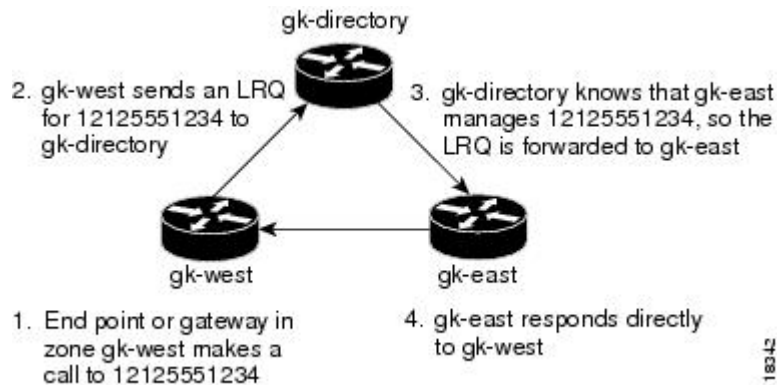 gk-directory
2. gk-west sends an LRQ
for 12125551234 to
gk-directory
3. gk-directory knows that gk-east
manages 12125551234, so the
LRQ is forwarded to gk-east
gk-west
gk-east
1. End point or gateway in
zone gk-west makes a
call to 12125551234
4. gk-east responds directly
to gk-west
18342